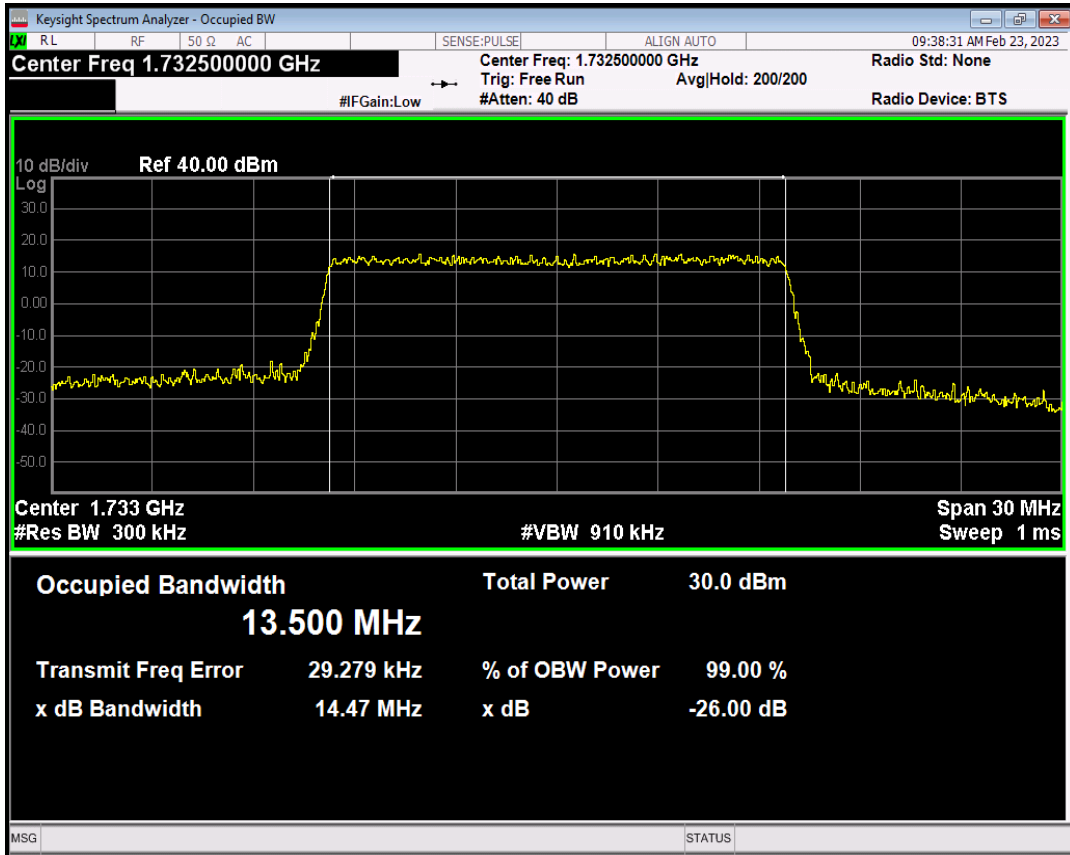 Keysight Spectrum Analyzer - Occupied BW
LXI RL RF 50 Ω AC SENSE:PULSE ALIGN AUTO 09:38:31 AM Feb 23, 2023
Center Freq 1.732500000 GHz
Center Freq: 1.732500000 GHz Radio Std: None
Trig: Free Run Avg|Hold: 200/200
#IFGain:Low #Atten: 40 dB Radio Device: BTS
10 dB/div Ref 40.00 dBm
Log
30.0
20.0
10.0
0.00
-10.0
-20.0
-30.0
-40.0
-50.0
Center 1.733 GHz Span 30 MHz
#Res BW 300 kHz #VBW 910 kHz Sweep 1 ms
Occupied Bandwidth Total Power 30.0 dBm
13.500 MHz
Transmit Freq Error 29.279 kHz % of OBW Power 99.00 %
x dB Bandwidth 14.47 MHz x dB -26.00 dB
MSG STATUS